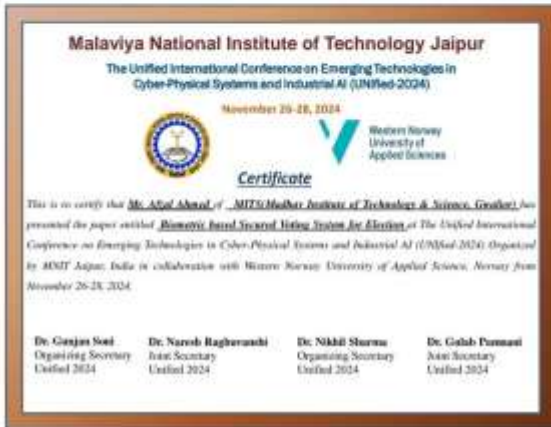 Malaviya National Institute of Technology Jaipur
The Unified International Conference on Emerging Technologies in
Cyber-Physical Systems and Industrial AI (UNIfied-2024)
November 26-28, 2024
Western Norway
University of
Applied Sciences
Certificate
This is to certify that Mr. Afzal Ahmed of MITS(Madhav Institute of Technology & Science, Gwalior) has
presented the paper entitled Biometric based Secured Voting System for Election at The Unified International
Conference on Emerging Technologies in Cyber-Physical Systems and Industrial AI (UNIfied-2024) Organized
by MNIT Jaipur, India in collaboration with Western Norway University of Applied Science, Norway from
November 26-28, 2024.
Dr. Gunjan Soni Dr. Naresh Raghuvanshi Dr. Nikhil Sharma Dr. Gulab Pamnani
Organizing Secretary Joint Secretary Organizing Secretary Joint Secretary
Unified 2024 Unified 2024 Unified 2024 Unified 2024